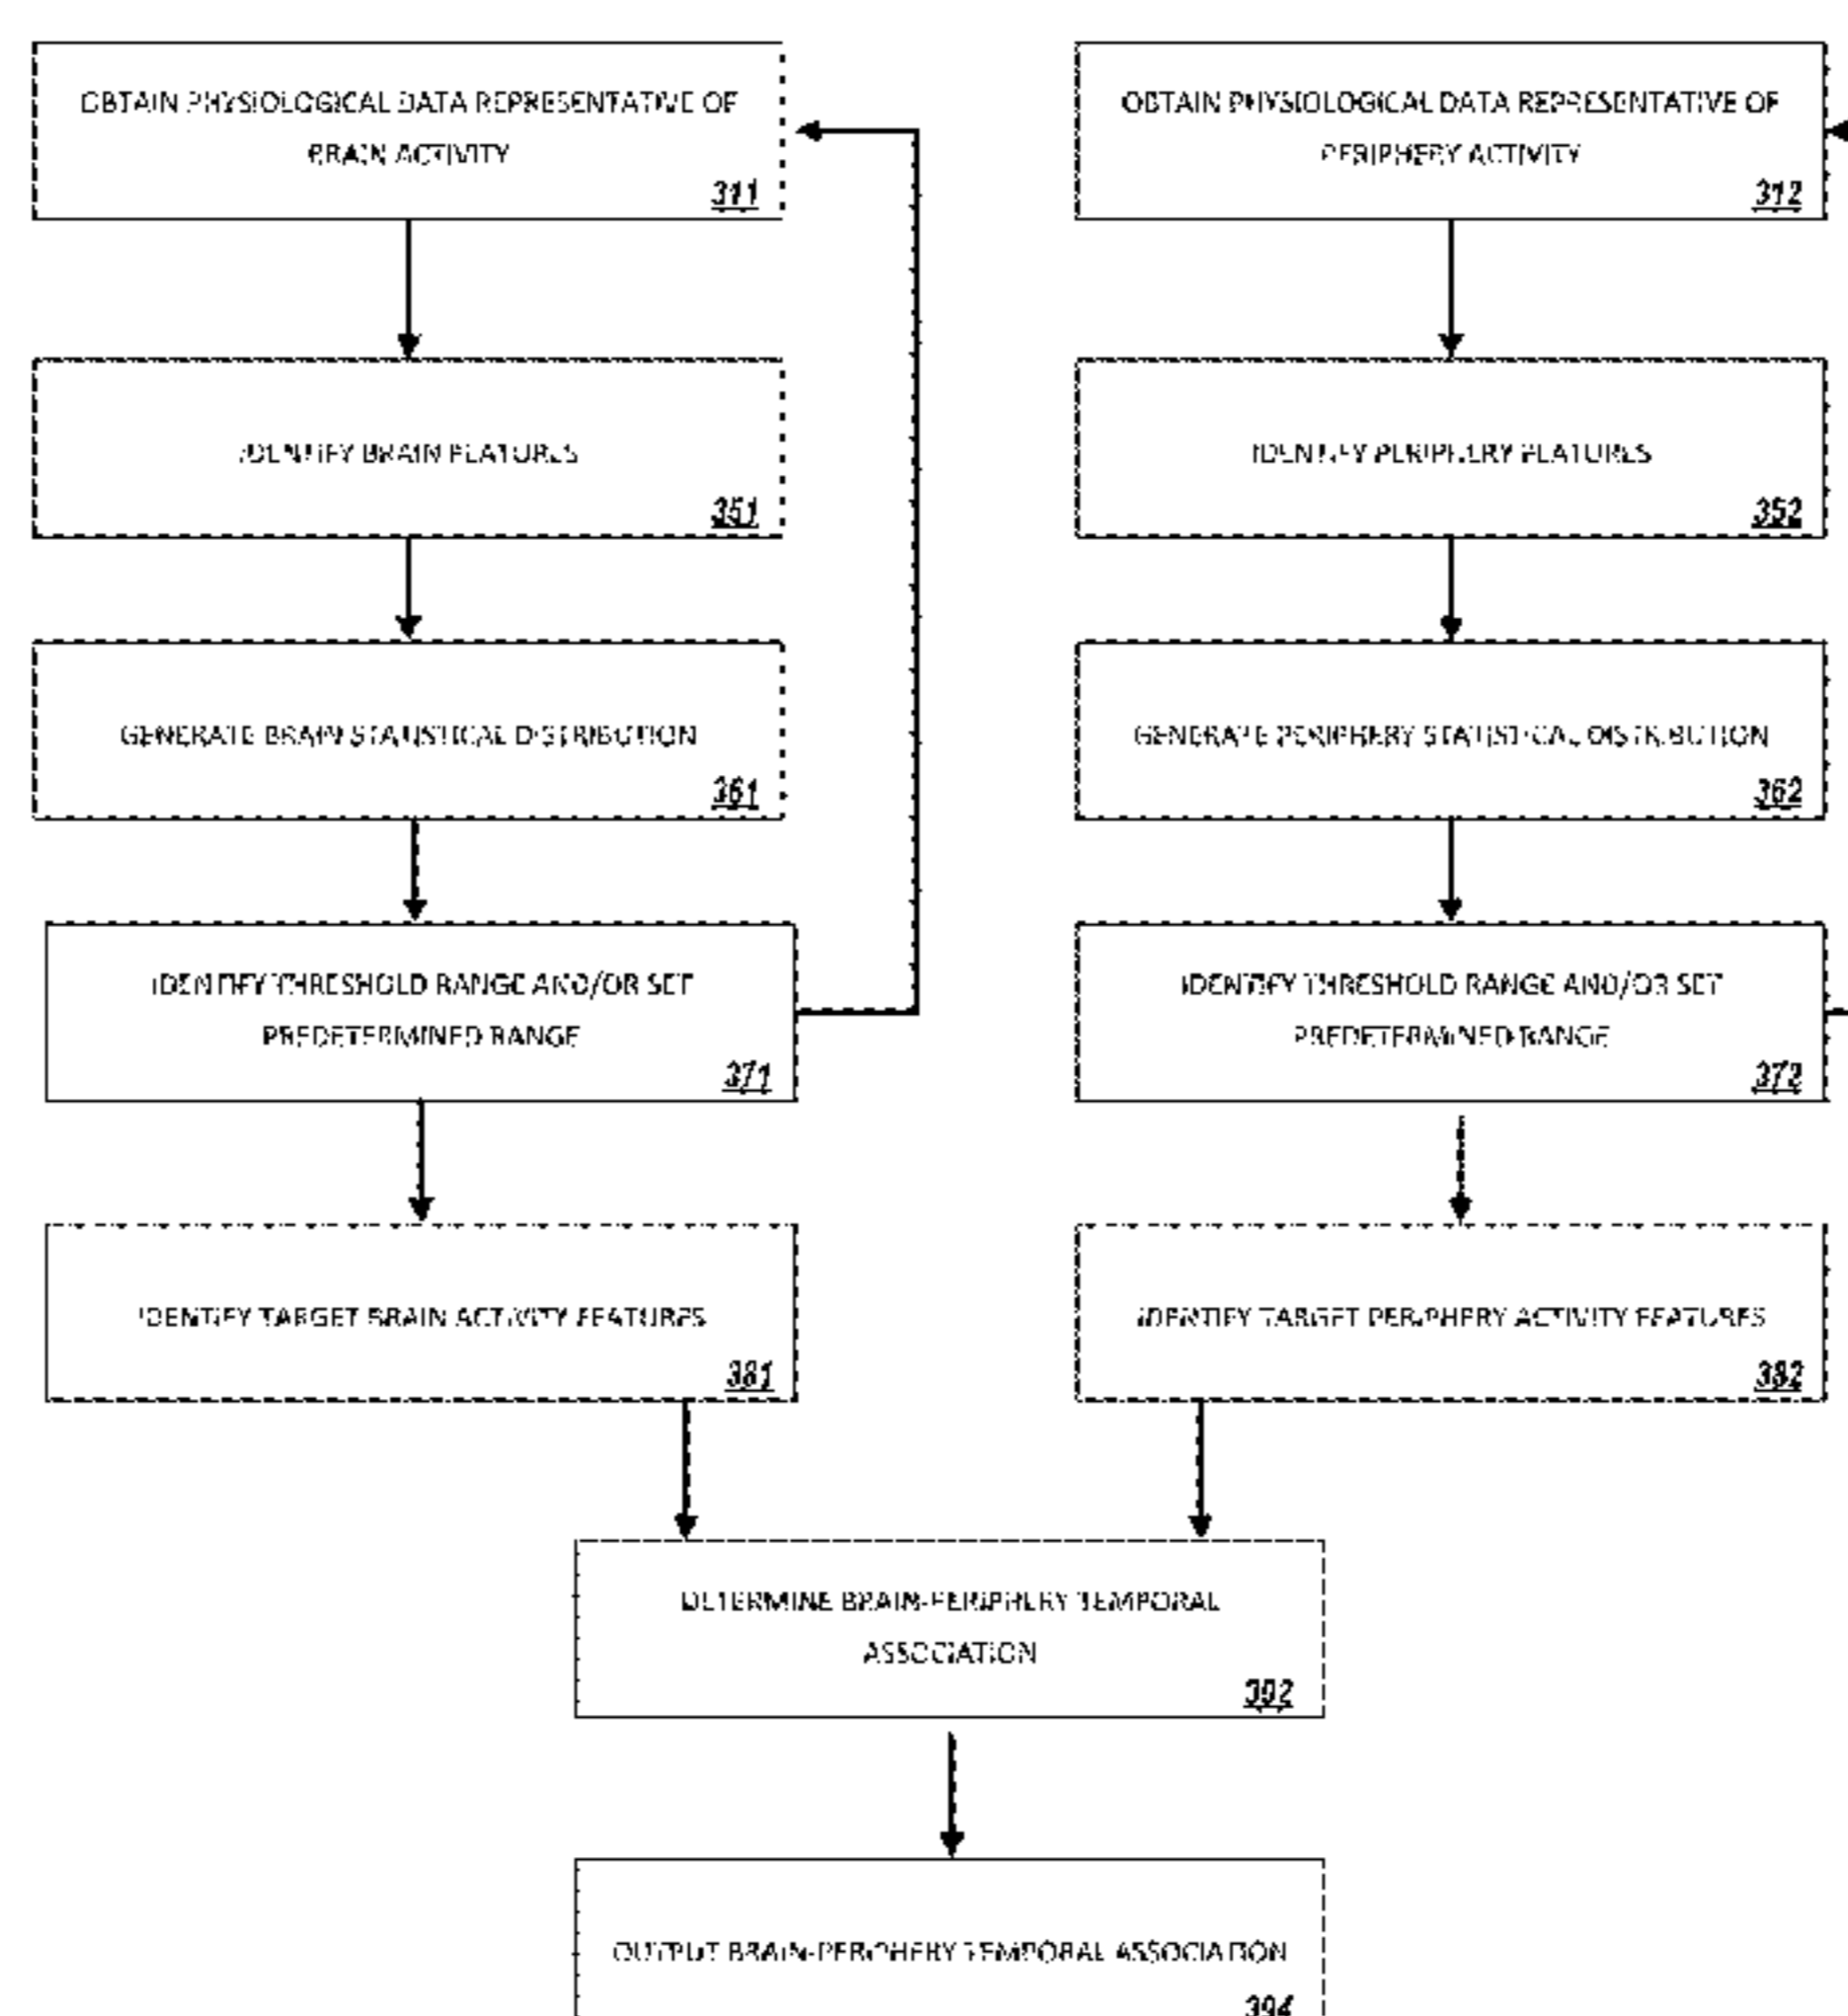 OBTAIN PHYSIOLOGICAL DATA REPRESENTATIVE OF
BRAIN ACTIVITY
311
IDENTIFY BRAIN FEATURES
351
GENERATE BRAIN STATISTICAL DISTRIBUTION
361
IDENTIFY THRESHOLD RANGE AND/OR SET
PREDETERMINED RANGE
371
IDENTIFY TARGET BRAIN ACTIVITY FEATURES
381
OBTAIN PHYSIOLOGICAL DATA REPRESENTATIVE OF
PERIPHERY ACTIVITY
312
IDENTIFY PERIPHERY FEATURES
352
GENERATE PERIPHERY STATISTICAL DISTRIBUTION
362
IDENTIFY THRESHOLD RANGE AND/OR SET
PREDETERMINED RANGE
372
IDENTIFY TARGET PERIPHERY ACTIVITY FEATURES
382
DETERMINE BRAIN-PERIPHERY TEMPORAL
ASSOCIATION
392
OUTPUT BRAIN-PERIPHERY TEMPORAL ASSOCIATION
394